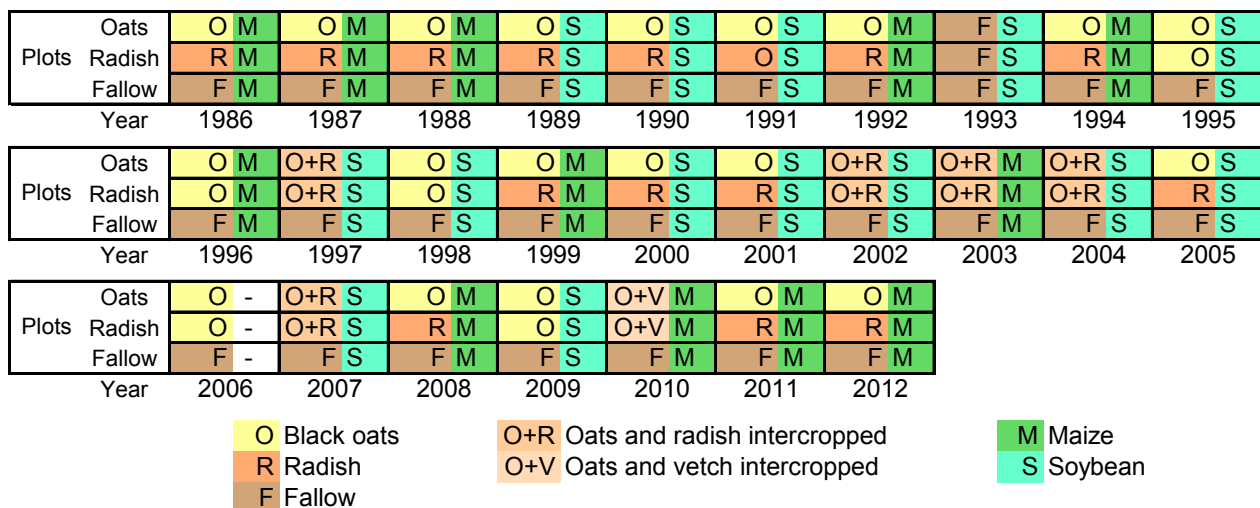 Oats O M O M O M O S O S O S O M F S O M O S
Plots Radish R M R M R M R S R S O S R M F S R M O S
Fallow F M F M F M F S F S F S F M F S F M F S
Year 1986 1987 1988 1989 1990 1991 1992 1993 1994 1995
Oats O M O+R S O S O M O S O S O+R S O+R M O+R S O S
Plots Radish O M O+R S O S R M R S R S O+R S O+R M O+R S R S
Fallow F M F S F S F M F S F S F S F M F S F S
Year 1996 1997 1998 1999 2000 2001 2002 2003 2004 2005
Oats O - O+R S O M O S O+V M O M O M
Plots Radish O - O+R S R M O S O+V M R M R M
Fallow F - F S F M F S F M F M F M
Year 2006 2007 2008 2009 2010 2011 2012
O Black oats O+R Oats and radish intercropped M Maize
R Radish O+V Oats and vetch intercropped S Soybean
F Fallow